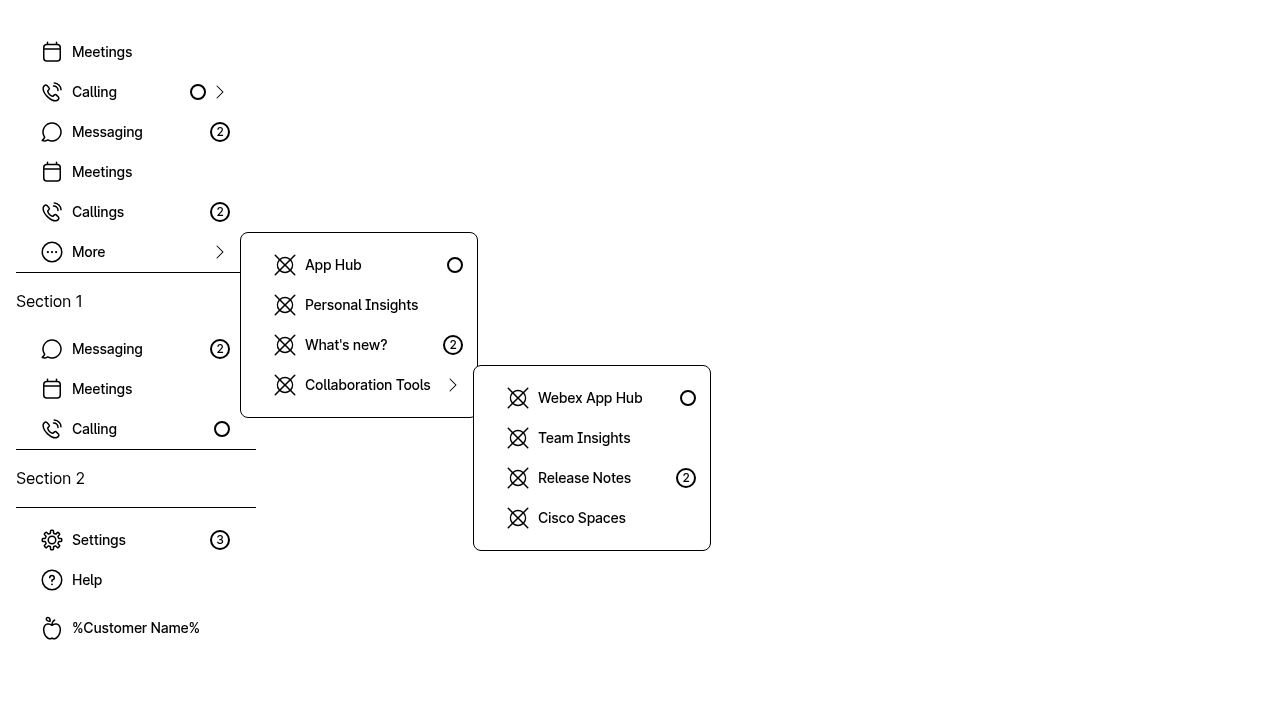 Meetings
Calling
Messaging 2
Meetings
Callings 2
More
App Hub
Personal Insights
What's new? 2
Collaboration Tools
Webex App Hub
Team Insights
Release Notes 2
Cisco Spaces
Section 1
Messaging 2
Meetings
Calling
Section 2
Settings 3
Help
%Customer Name%